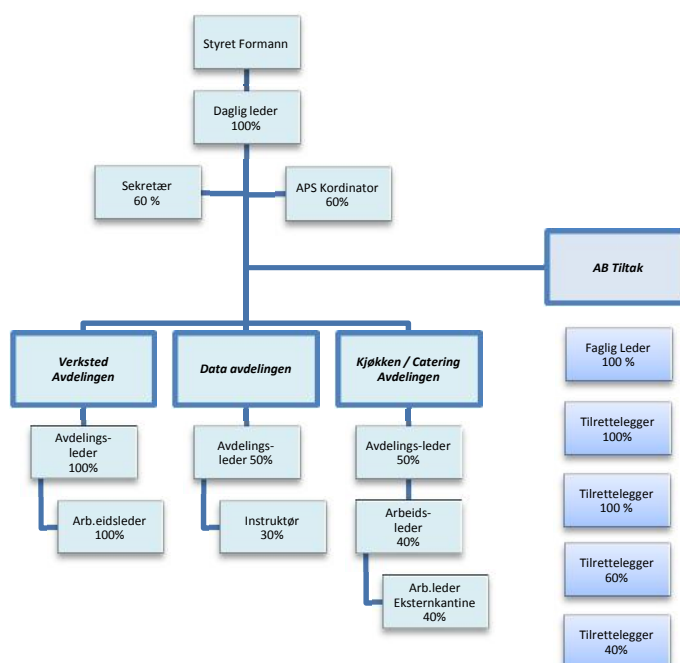 Styret Formann
Daglig leder
100%
Sekretær
60 %
APS Kordinator
60%
AB Tiltak
Verksted
Avdelingen
Data avdelingen
Kjøkken / Catering
Avdelingen
Avdelings-
leder
100%
Arb.eidsleder
100%
Avdelings-
leder 50%
Instruktør
30%
Avdelings-leder
50%
Arbeids-
leder
40%
Arb.leder
Eksternkantine
40%
Faglig Leder
100 %
Tilrettelegger
100%
Tilrettelegger
100 %
Tilrettelegger
60%
Tilrettelegger
40%